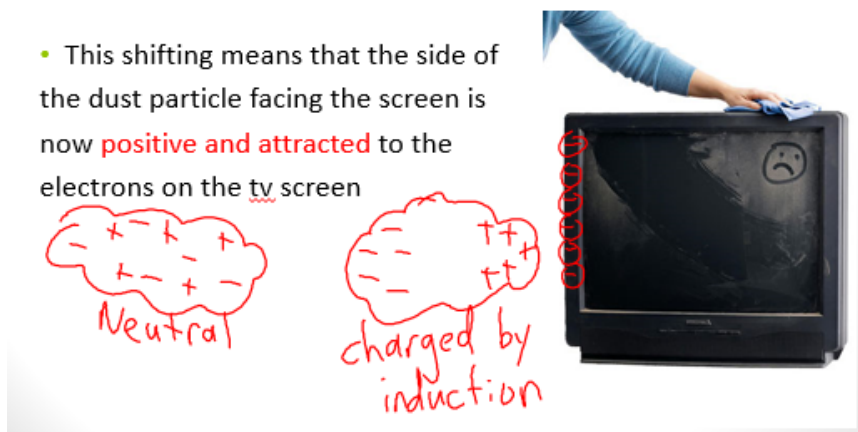 • This shifting means that the side of
the dust particle facing the screen is
now positive and attracted to the
electrons on the tv screen
- + - + +
- -
+ - + -
Neutral
- + +
- - +
- - + +
-
charged by
induction